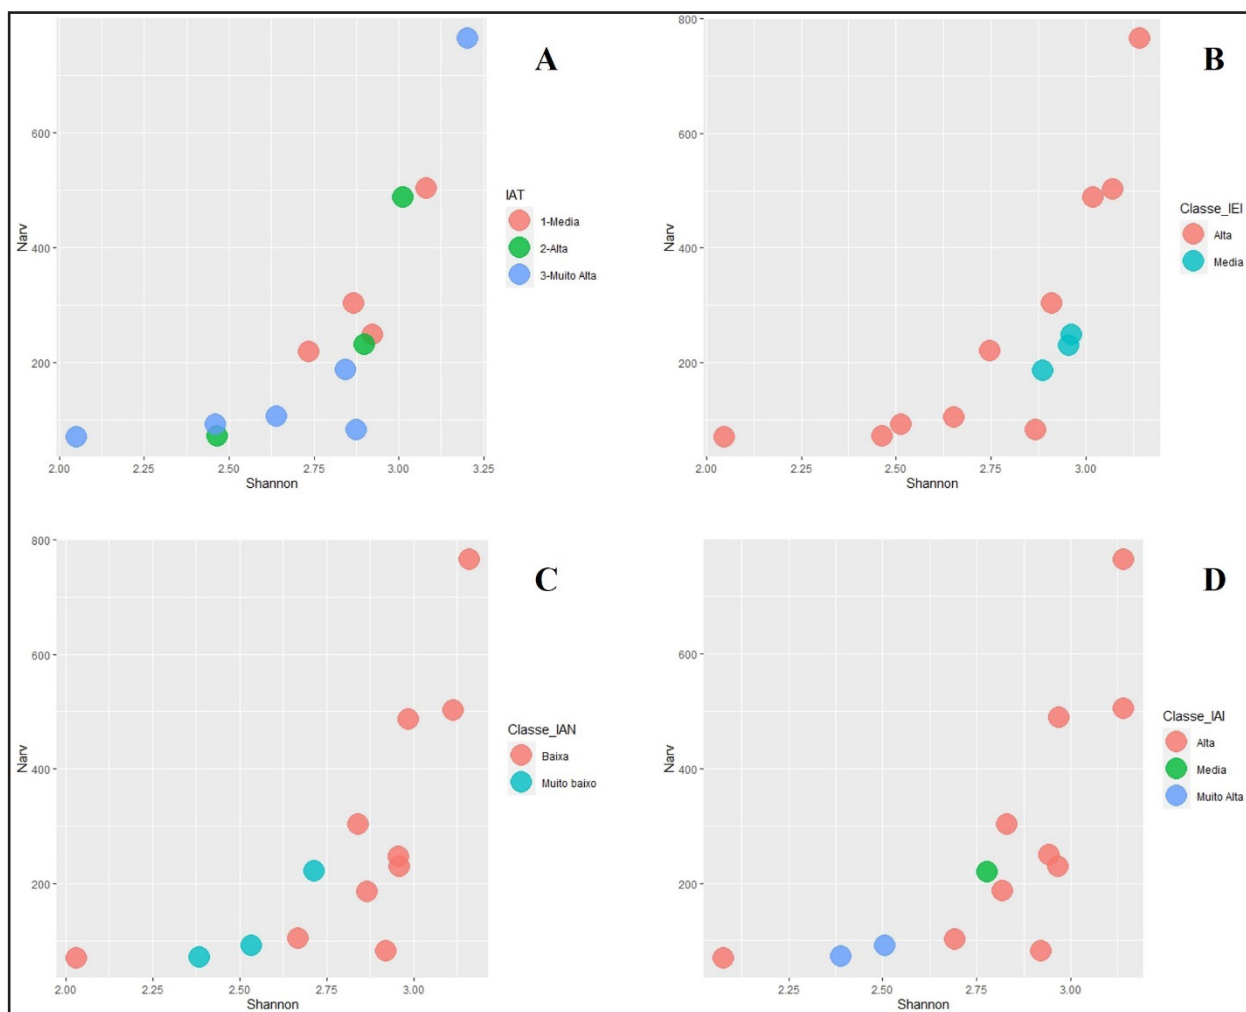 A
600
400
200
Narv
2.00
2.25
2.50
2.75
3.00
3.25
Shannon
IAT
1-Media
2-Alta
3-Muito Alta
B
800
600
400
200
Narv
2.00
2.25
2.50
2.75
3.00
Shannon
Classe_IEI
Alta
Media
C
800
600
400
200
Narv
2.00
2.25
2.50
2.75
3.00
Shannon
Classe_IAN
Baixa
Muito baixo
D
600
400
200
Narv
2.25
2.50
2.75
3.00
Shannon
Classe_IAI
Alta
Media
Muito Alta